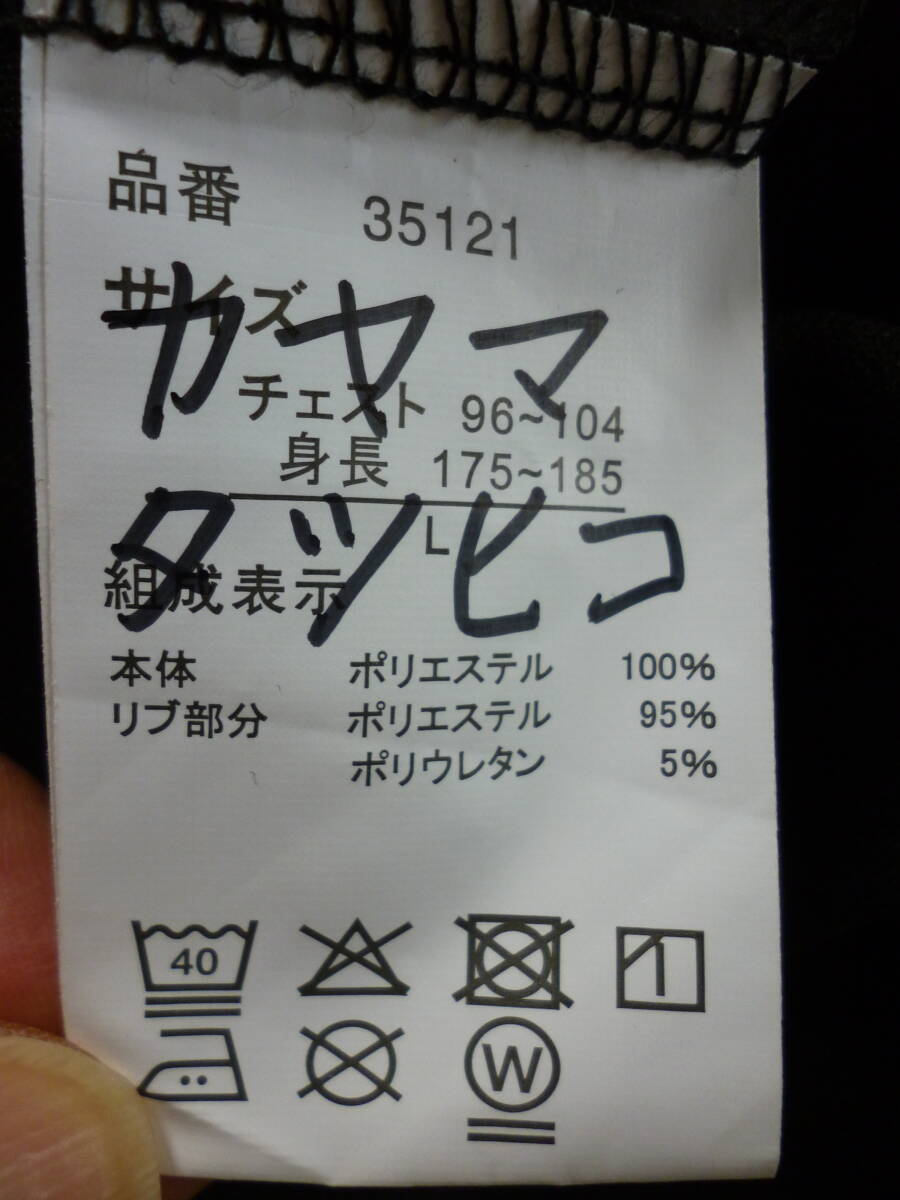 品番 35121
サイズ
カヤマ
チェスト 96~104
身長 175~185
L
タツヒコ
組成表示
本体 ポリエステル 100%
リブ部分 ポリエステル 95%
ポリウレタン 5%
40
W